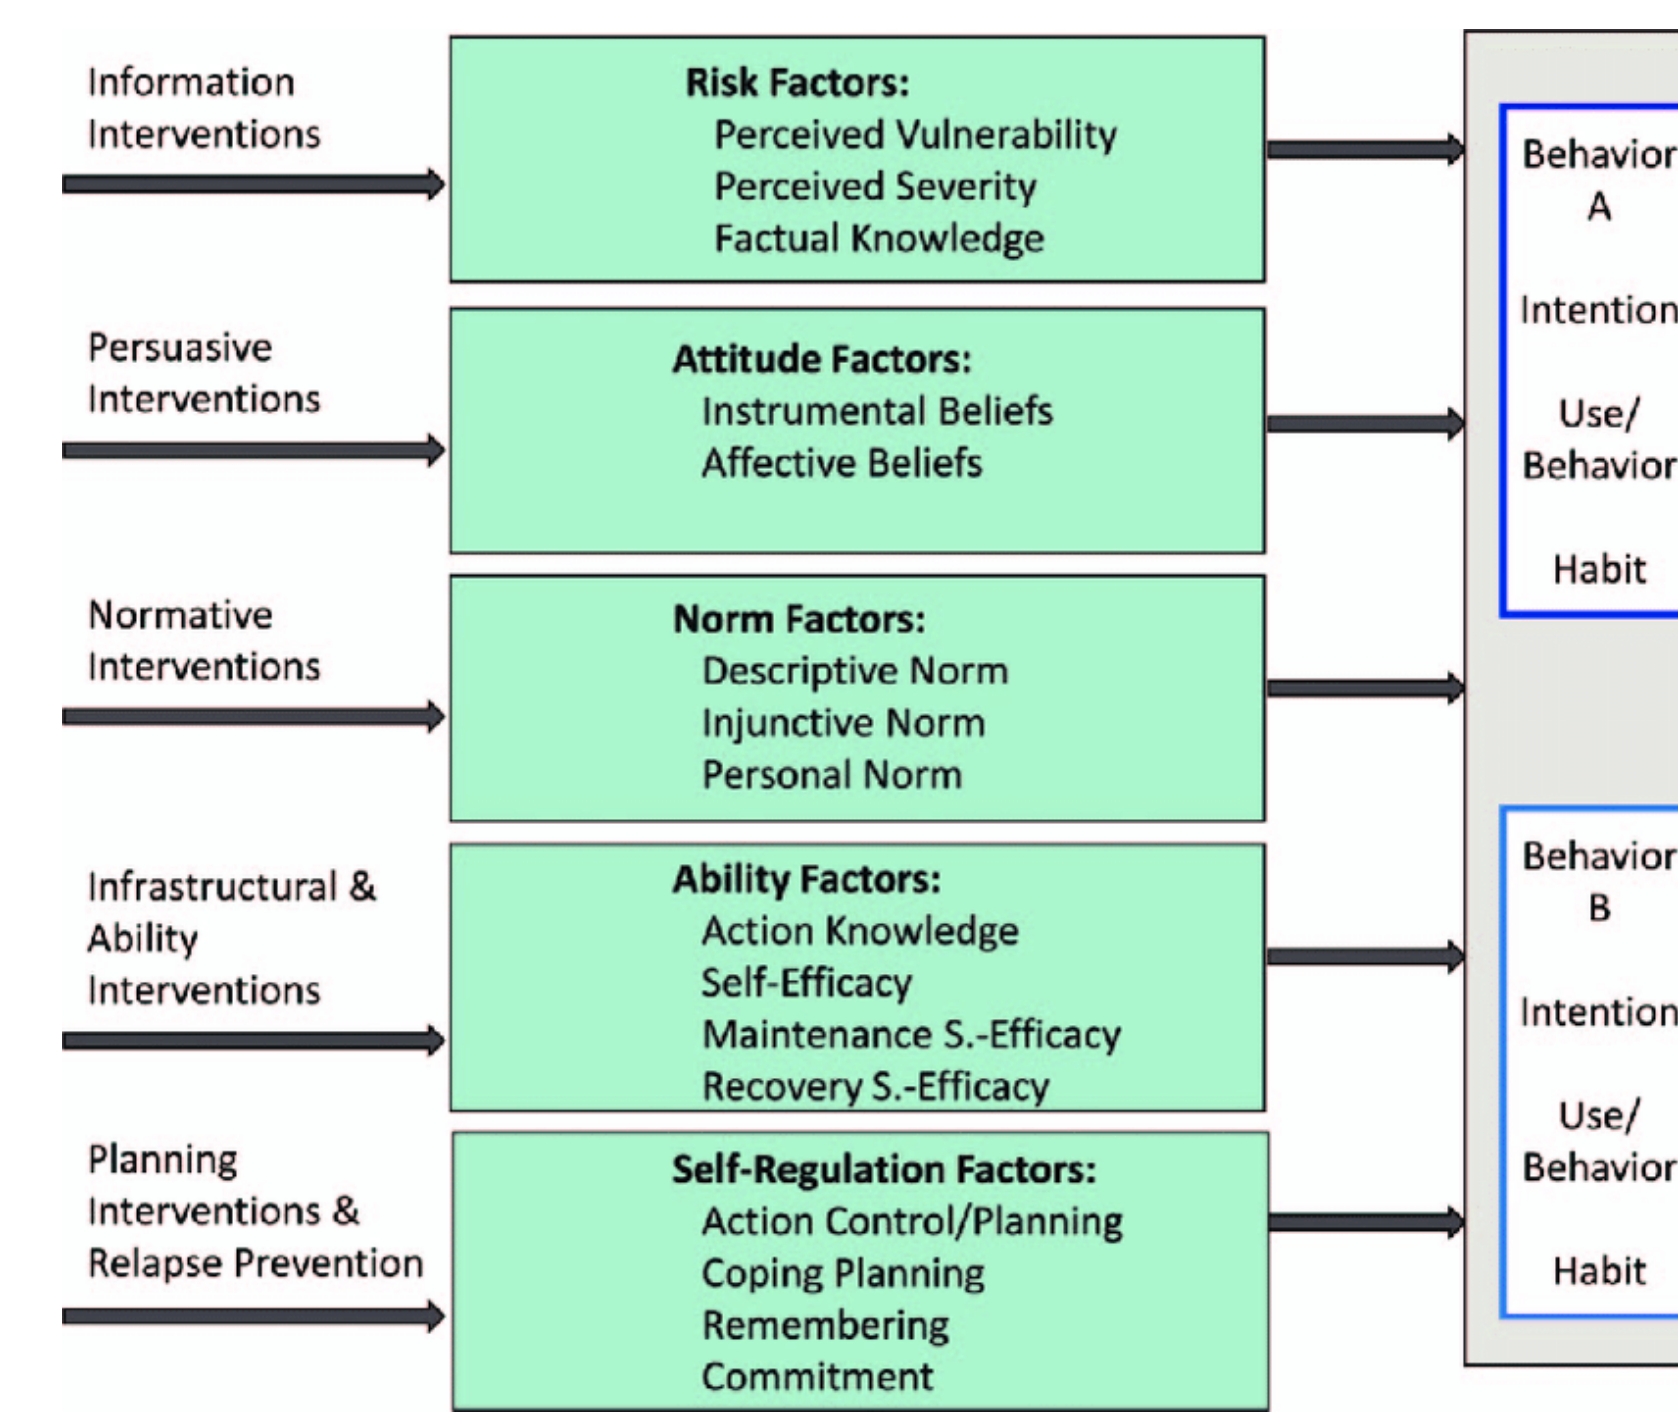 Information
Interventions
Risk Factors:
Perceived Vulnerability
Perceived Severity
Factual Knowledge
Persuasive
Interventions
Attitude Factors:
Instrumental Beliefs
Affective Beliefs
Normative
Interventions
Norm Factors:
Descriptive Norm
Injunctive Norm
Personal Norm
Infrastructural &
Ability
Interventions
Ability Factors:
Action Knowledge
Self-Efficacy
Maintenance S.-Efficacy
Recovery S.-Efficacy
Planning
Interventions &
Relapse Prevention
Self-Regulation Factors:
Action Control/Planning
Coping Planning
Remembering
Commitment
Behavior
A
Intention
Use/
Behavior
Habit
Behavior
B
Intention
Use/
Behavior
Habit